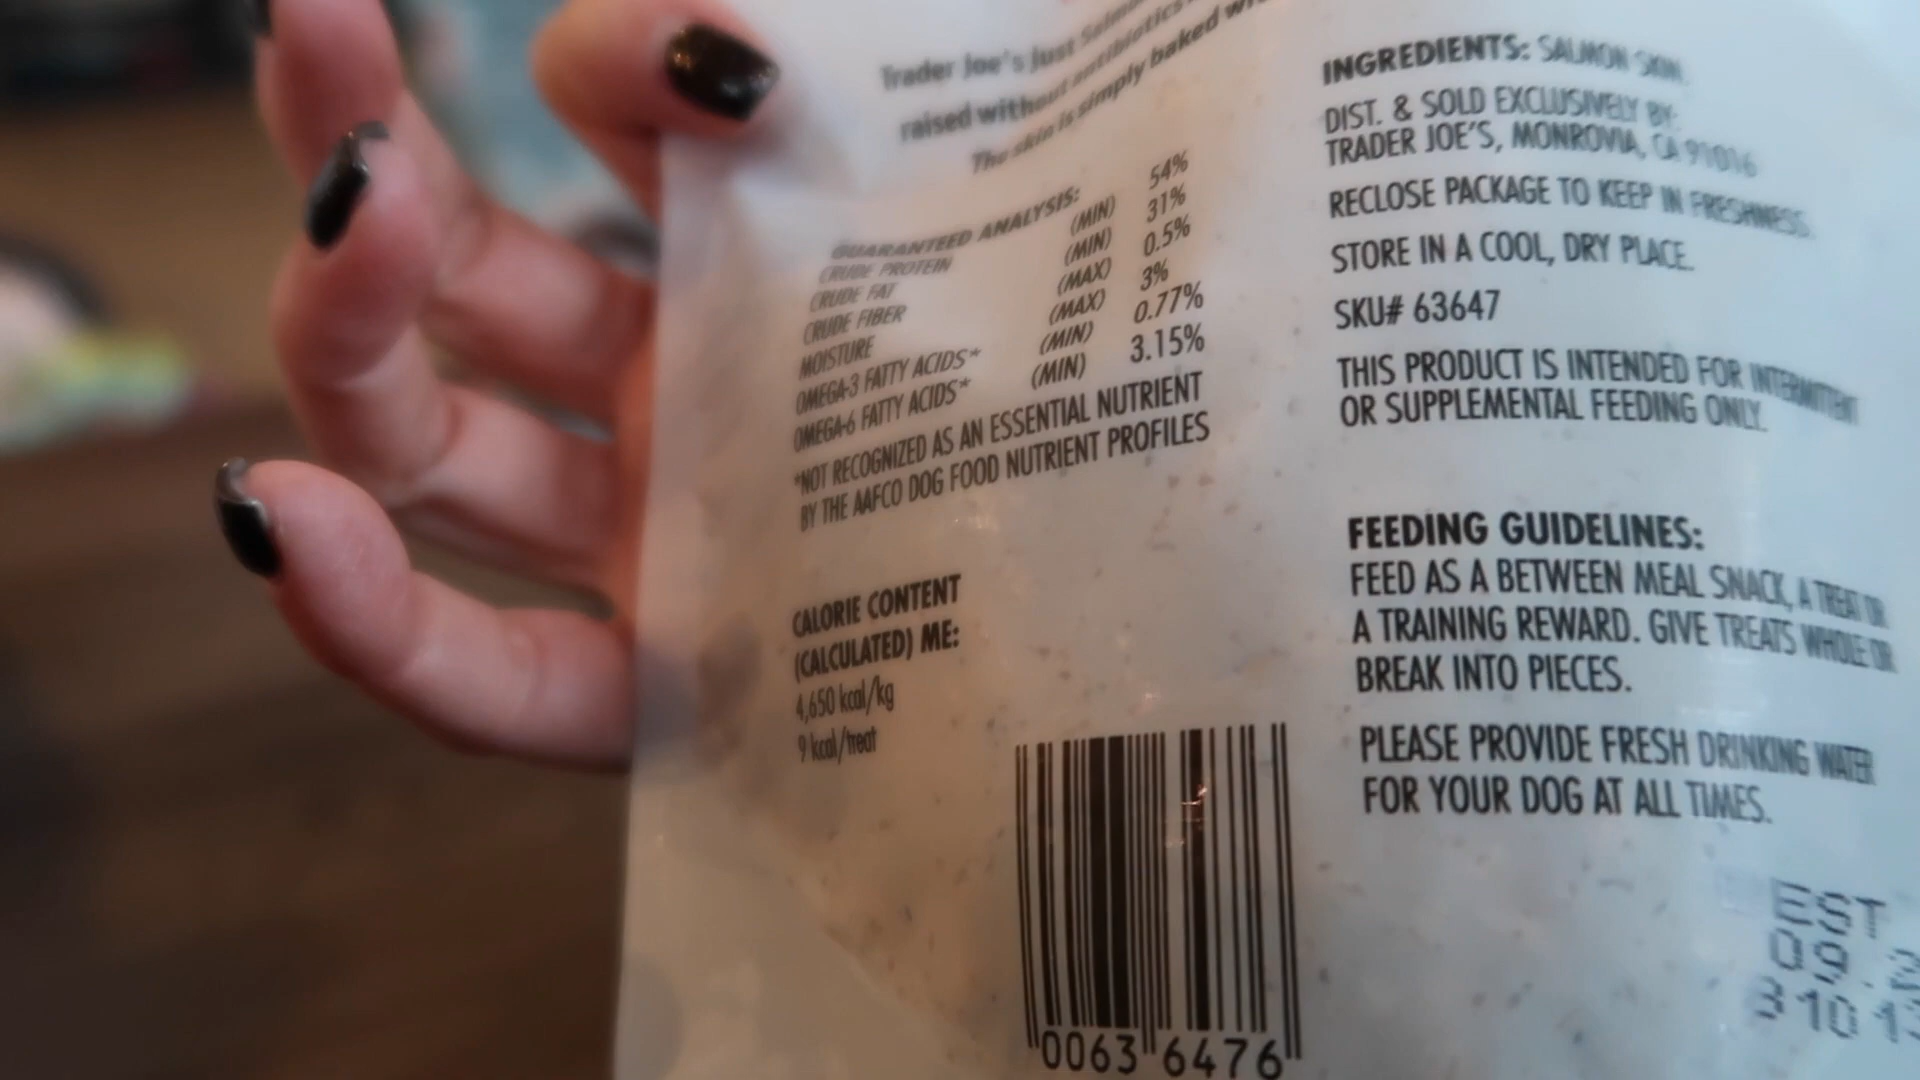 Trader Joe's Just Salmon
raised without antibiotics
The skin is simply baked
GUARANTEED ANALYSIS:
CRUDE PROTEIN (MIN) 54%
CRUDE FAT (MIN) 31%
CRUDE FIBER (MAX) 0.5%
MOISTURE (MAX) 3%
OMEGA-3 FATTY ACIDS* (MIN) 0.77%
OMEGA-6 FATTY ACIDS* (MIN) 3.15%
*NOT RECOGNIZED AS AN ESSENTIAL NUTRIENT
BY THE AAFCO DOG FOOD NUTRIENT PROFILES
CALORIE CONTENT
(CALCULATED) ME:
4,650 kcal/kg
9 kcal/treat
0063 6476
INGREDIENTS: SALMON SKIN.
DIST. & SOLD EXCLUSIVELY BY:
TRADER JOE'S, MONROVIA, CA 91016
RECLOSE PACKAGE TO KEEP IN FRESHNESS.
STORE IN A COOL, DRY PLACE.
SKU# 63647
THIS PRODUCT IS INTENDED FOR INTERMITTENT
OR SUPPLEMENTAL FEEDING ONLY.
FEEDING GUIDELINES:
FEED AS A BETWEEN MEAL SNACK, A TREAT OR
A TRAINING REWARD. GIVE TREATS WHOLE OR
BREAK INTO PIECES.
PLEASE PROVIDE FRESH DRINKING WATER
FOR YOUR DOG AT ALL TIMES.
EST
09